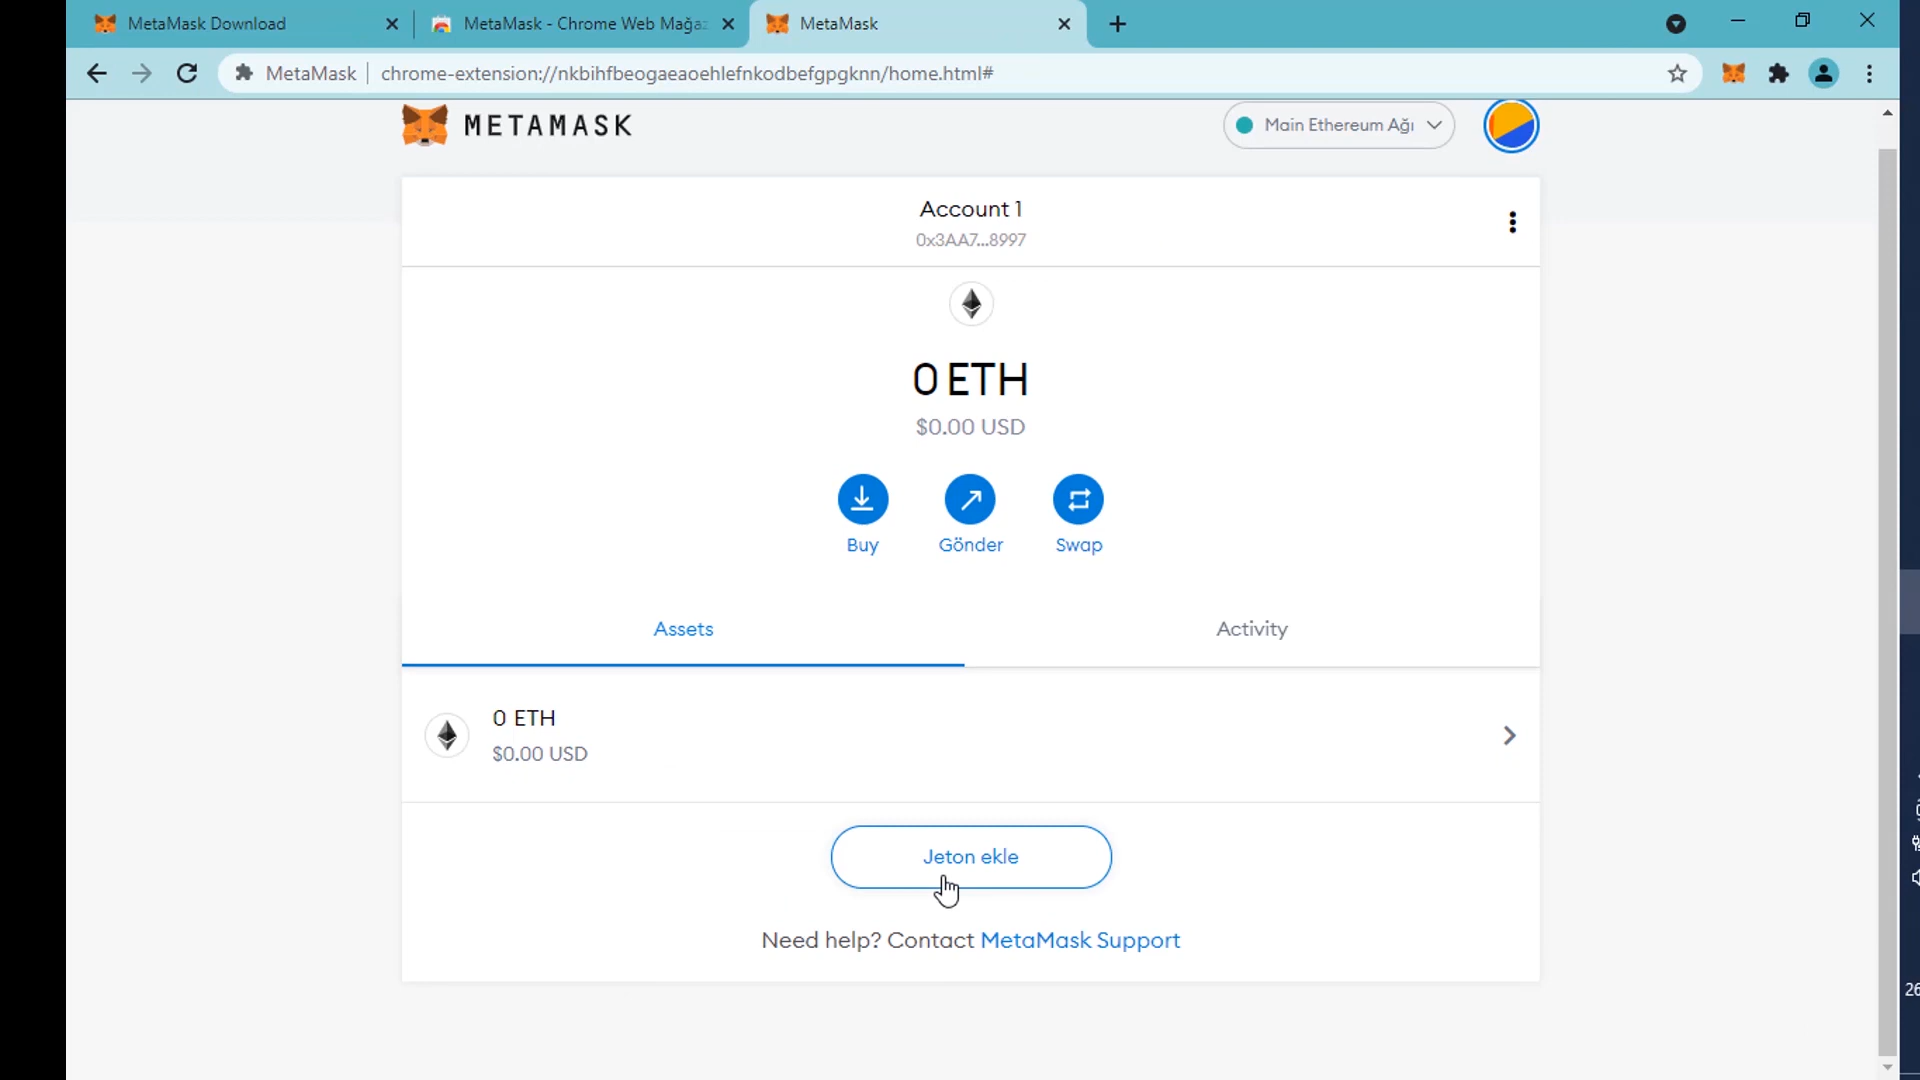 MetaMask Download
MetaMask - Chrome Web Mağaz
MetaMask
MetaMask
chrome-extension://nkbihfbeogaeaoehlefnkodbefgpgknn/home.html#
METAMASK
Main Ethereum Ağı
Account 1
0x3AA7...8997
0 ETH
$0.00 USD
Buy
Gönder
Swap
Assets
Activity
0 ETH
$0.00 USD
Jeton ekle
Need help? Contact MetaMask Support
26